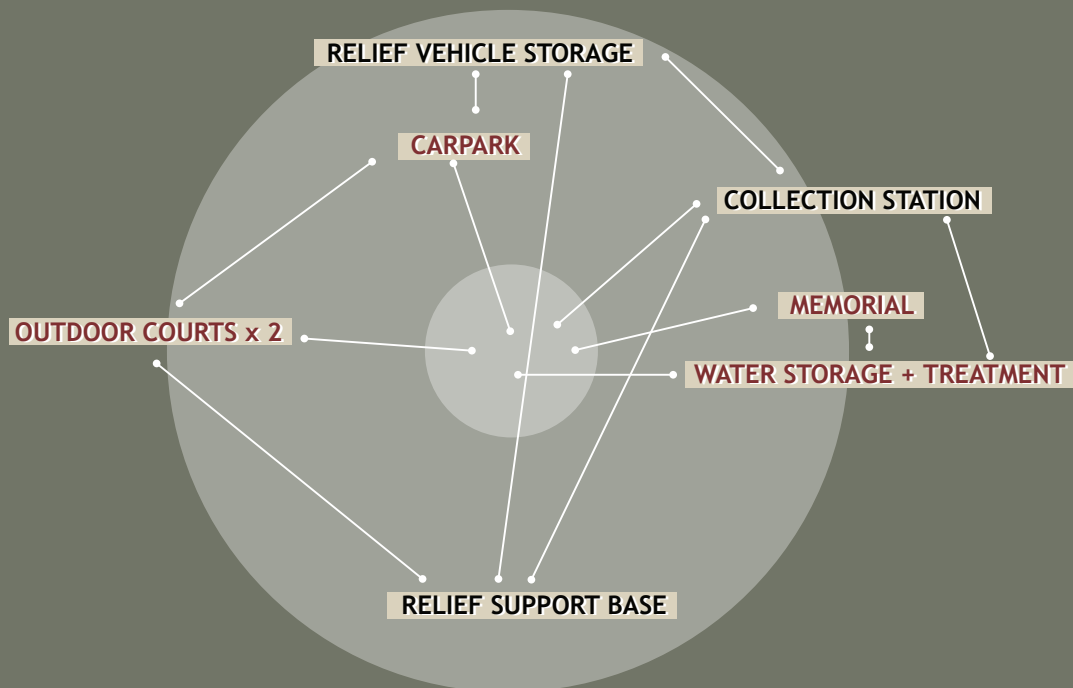 RELIEF VEHICLE STORAGE
CARPARK
COLLECTION STATION
MEMORIAL
OUTDOOR COURTS x 2
WATER STORAGE + TREATMENT
RELIEF SUPPORT BASE